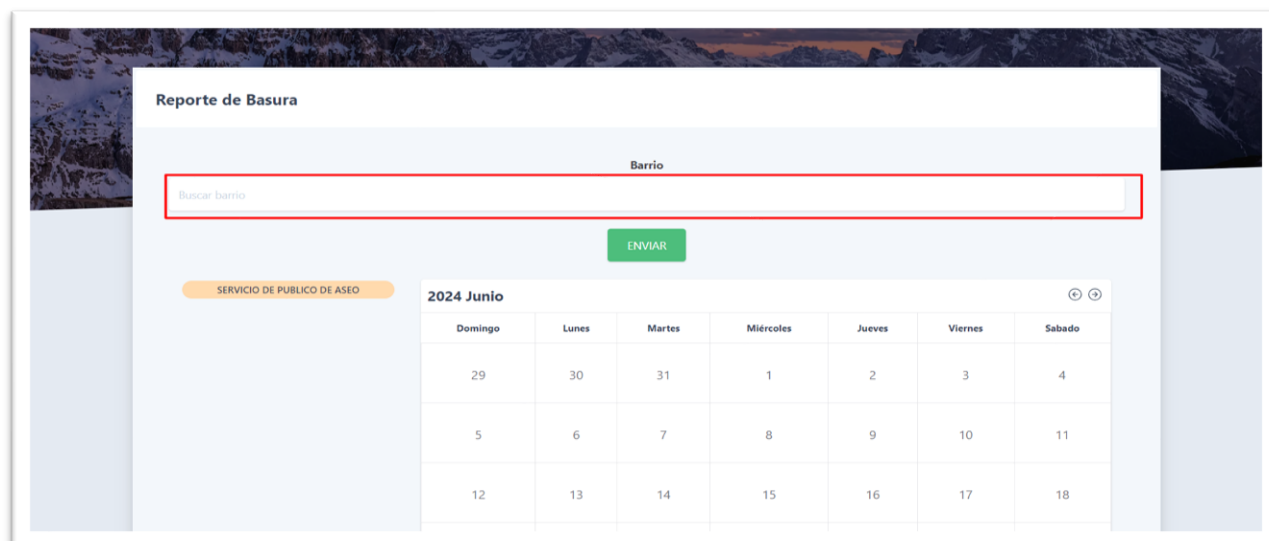 Reporte de Basura
Barrio
Buscar barrio
ENVIAR
SERVICIO DE PUBLICO DE ASEO
2024 Junio
Domingo Lunes Martes Miércoles Jueves Viernes Sabado
29 30 31 1 2 3 4
5 6 7 8 9 10 11
12 13 14 15 16 17 18